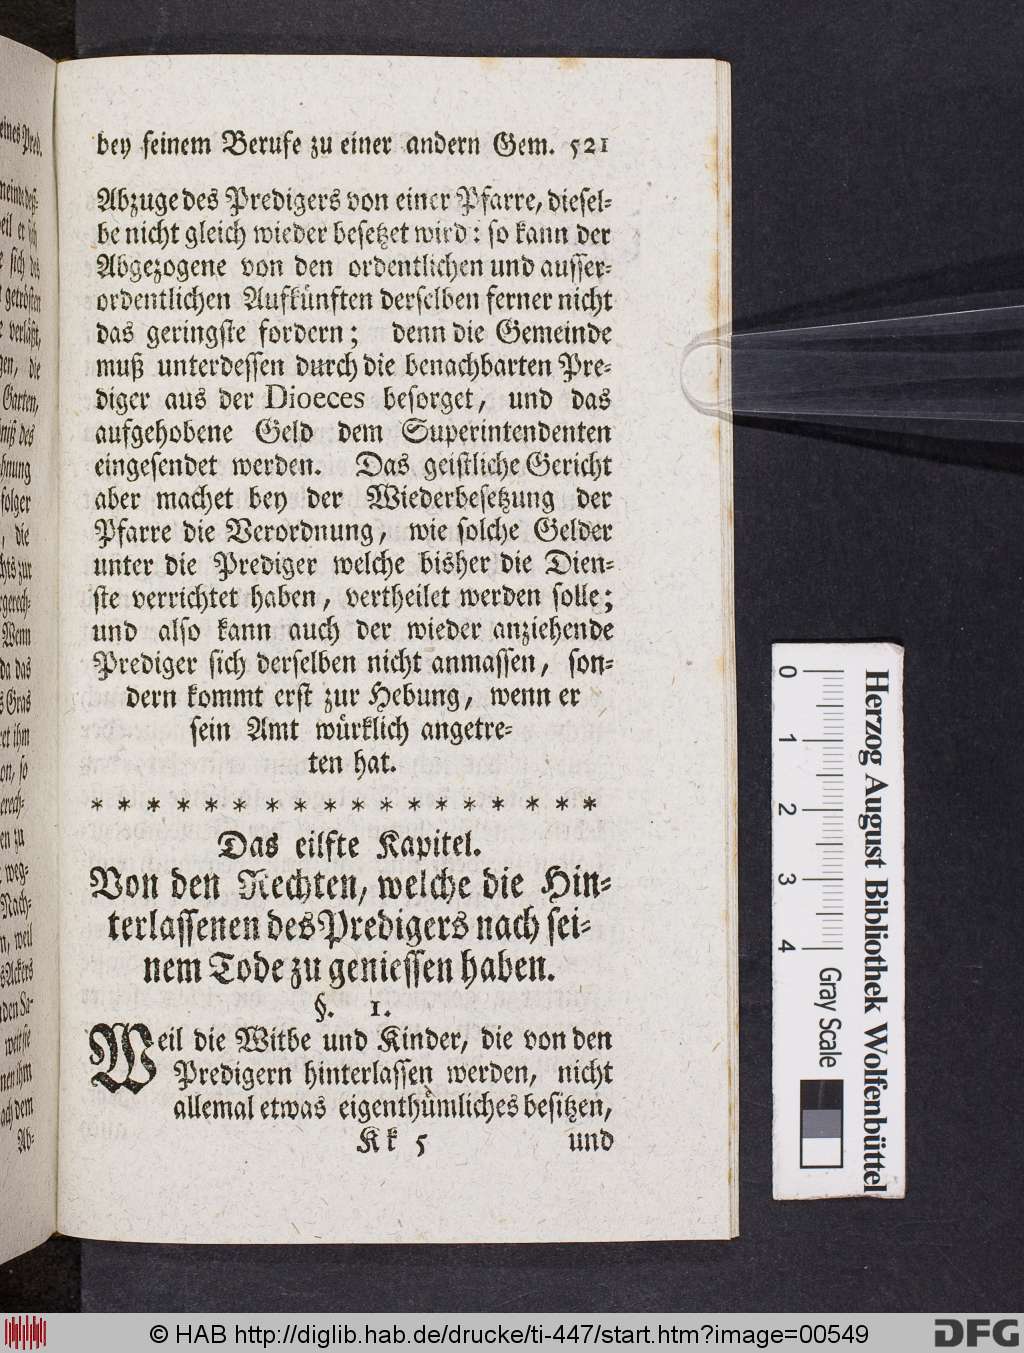 bey seinem Berufe zu einer andern Gem. 521
Abzuge des Predigers von einer Pfarre, diesel-
be nicht gleich wieder besetzet wird: so kann der
Abgezogene von den ordentlichen und ausser-
ordentlichen Aufkünften derselben ferner nicht
das geringste fordern; denn die Gemeinde
muß unterdessen durch die benachbarten Pre-
diger aus der Dioeces besorget, und das
aufgehobene Geld dem Superintendenten
eingesendet werden. Das geistliche Gericht
aber machet bey der Wiederbesetzung der
Pfarre die Verordnung, wie solche Gelder
unter die Prediger welche bisher die Dien-
ste verrichtet haben, vertheilet werden solle;
und also kann auch der wieder anziehende
Prediger sich derselben nicht anmassen, son-
dern kommt erst zur Hebung, wenn er
sein Amt würklich angetre-
ten hat.
* * * * * * * * * * * * * * * * * *
Das eilfte Kapitel.
Von den Rechten, welche die Hin-
terlassenen des Predigers nach sei-
nem Tode zu geniessen haben.
§. 1.
Weil die Witbe und Kinder, die von den
Predigern hinterlassen werden, nicht
allemal etwas eigenthümliches besitzen,
Kk 5 und
0 1 2 3 4
Gray Scale
Herzog August Bibliothek Wolfenbüttel
© HAB http://diglib.hab.de/drucke/ti-447/start.htm?image=00549
DFG